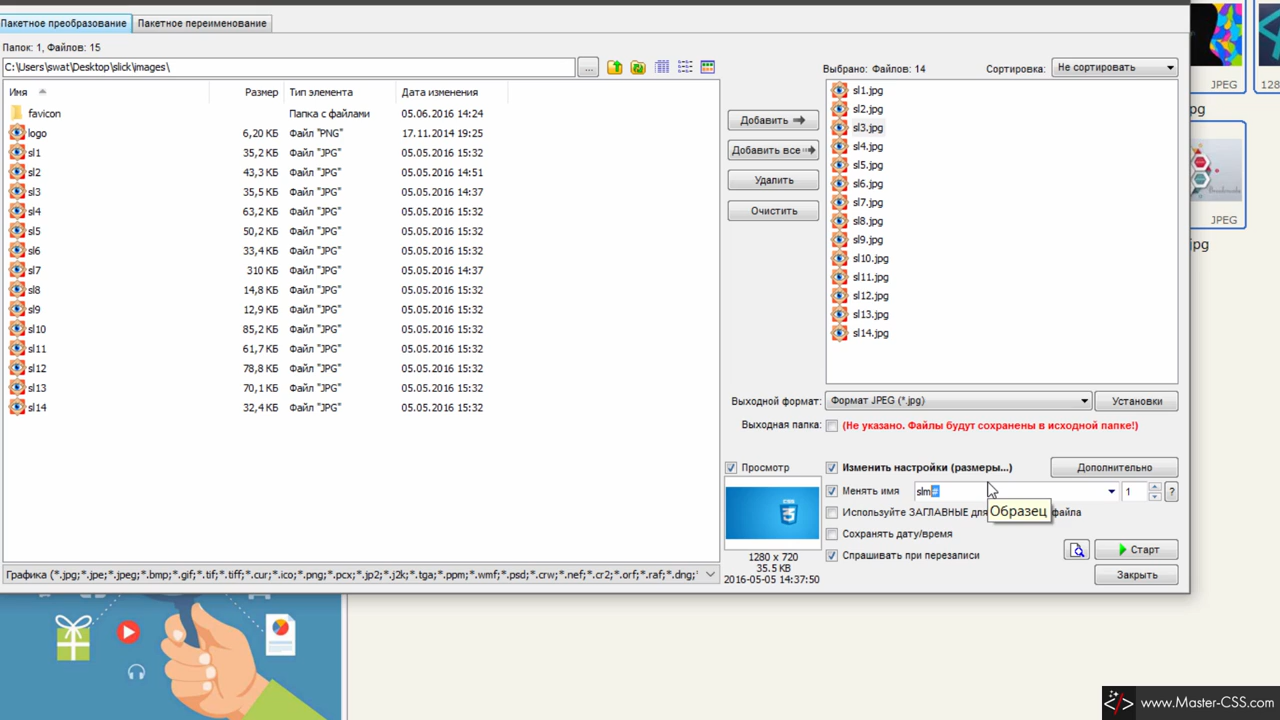 Пакетное преобразование Пакетное переименование
Папок: 1, Файлов: 15
C:\Users\swat\Desktop\slick\images\ ...
Выбрано: Файлов: 14 Сортировка: Не сортировать
Имя Размер Тип элемента Дата изменения
favicon Папка с файлами 05.06.2016 14:24
logo 6,20 КБ Файл "PNG" 17.11.2014 19:25
sl1 35,2 КБ Файл "JPG" 05.05.2016 15:32
sl2 43,3 КБ Файл "JPG" 05.05.2016 14:51
sl3 35,5 КБ Файл "JPG" 05.05.2016 14:37
sl4 63,2 КБ Файл "JPG" 05.05.2016 15:32
sl5 50,2 КБ Файл "JPG" 05.05.2016 15:32
sl6 33,4 КБ Файл "JPG" 05.05.2016 15:32
sl7 310 КБ Файл "JPG" 05.05.2016 14:37
sl8 14,8 КБ Файл "JPG" 05.05.2016 15:32
sl9 12,9 КБ Файл "JPG" 05.05.2016 15:32
sl10 85,2 КБ Файл "JPG" 05.05.2016 15:32
sl11 61,7 КБ Файл "JPG" 05.05.2016 15:32
sl12 78,8 КБ Файл "JPG" 05.05.2016 15:32
sl13 70,1 КБ Файл "JPG" 05.05.2016 15:32
sl14 32,4 КБ Файл "JPG" 05.05.2016 15:32
Графика (*.jpg;*.jpe;*.jpeg;*.bmp;*.gif;*.tif;*.tiff;*.cur;*.ico;*.png;*.pcx;*.jp2;*.j2k;*.tga;*.ppm;*.wmf;*.psd;*.crw;*.nef;*.cr2;*.orf;*.raf;*.dng;*
Добавить
Добавить все
Удалить
Очистить
sl1.jpg
sl2.jpg
sl3.jpg
sl4.jpg
sl5.jpg
sl6.jpg
sl7.jpg
sl8.jpg
sl9.jpg
sl10.jpg
sl11.jpg
sl12.jpg
sl13.jpg
sl14.jpg
Выходной формат: Формат JPEG (*.jpg) Установки
Выходная папка: (Не указано. Файлы будут сохранены в исходной папке!)
Просмотр Изменить настройки (размеры...) Дополнительно
Менять имя slm# 1 ?
Образец
Используйте ЗАГЛАВНЫЕ для файла
Сохранять дату/время
Спрашивать при перезаписи Старт
Закрыть
3
1280 x 720
35.5 КБ
2016-05-05 14:37:50
JPEG 128
pg
JPEG
jpg
www.Master-CSS.com